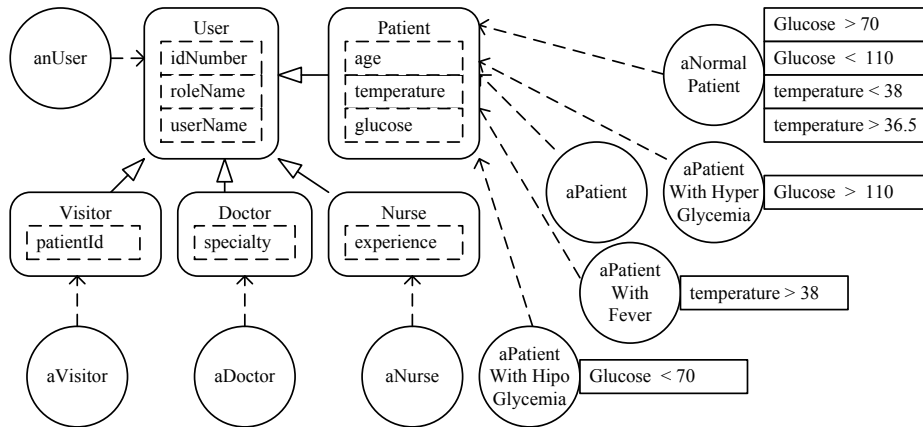 User
Patient
anUser
idNumber
roleName
userName
age
temperature
glucose
aNormal
Patient
Glucose > 70
Glucose < 110
temperature < 38
temperature > 36.5
Visitor
patientId
Doctor
specialty
Nurse
experience
aPatient
aPatient
With Hyper
Glycemia
Glucose > 110
aPatient
With
Fever
temperature > 38
aVisitor
aDoctor
aNurse
aPatient
With Hipo
Glycemia
Glucose < 70